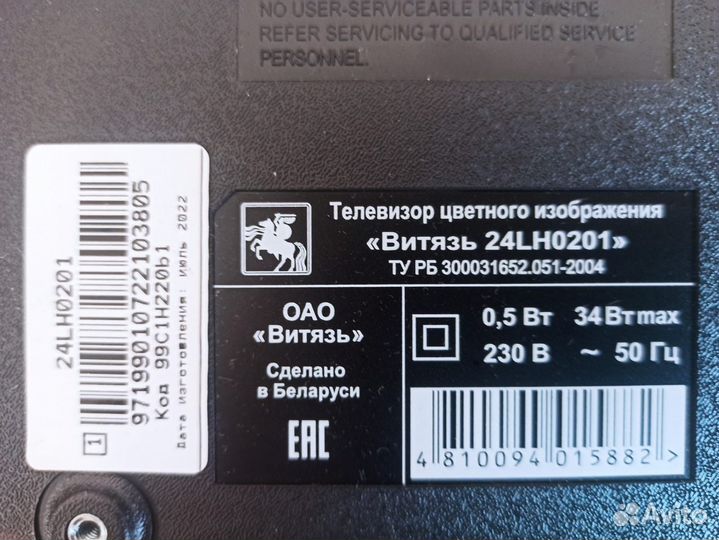 NO USER-SERVICEABLE PARTS INSIDE.
REFER SERVICING TO QUALIFIED SERVICE
PERSONNEL.
24LH0201
97199010722103805
Код 99C1H220b1
Дата изготовления: июль 2022
1
Телевизор цветного изображения
«Витязь 24LH0201»
ТУ РБ 300031652.051-2004
ОАО
«Витязь»
Сделано
в Беларуси
EAC
0,5 Вт 34 Вт max
230 В ~ 50 Гц
4 810094 015882 >
Avito